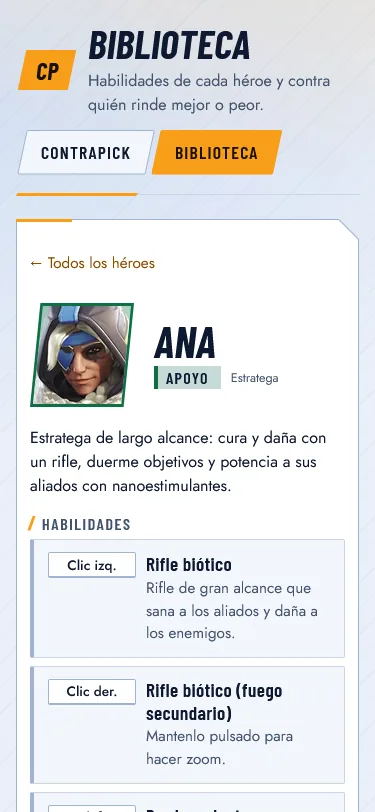 BIBLIOTECA
CP
Habilidades de cada héroe y contra
quién rinde mejor o peor.
CONTRAPICK
BIBLIOTECA
← Todos los héroes
ANA
APOYO
Estratega
Estratega de largo alcance: cura y daña con
un rifle, duerme objetivos y potencia a sus
aliados con nanoestimulantes.
HABILIDADES
Clic izq.
Rifle biótico
Rifle de gran alcance que
sana a los aliados y daña a
los enemigos.
Clic der.
Rifle biótico (fuego
secundario)
Mantenlo pulsado para
hacer zoom.